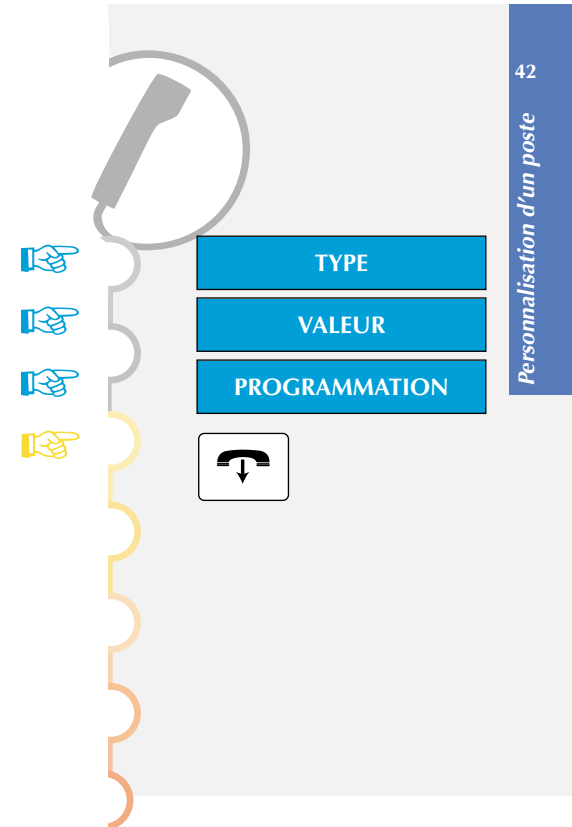 42
Personnalisation d'un poste
TYPE
VALEUR
PROGRAMMATION